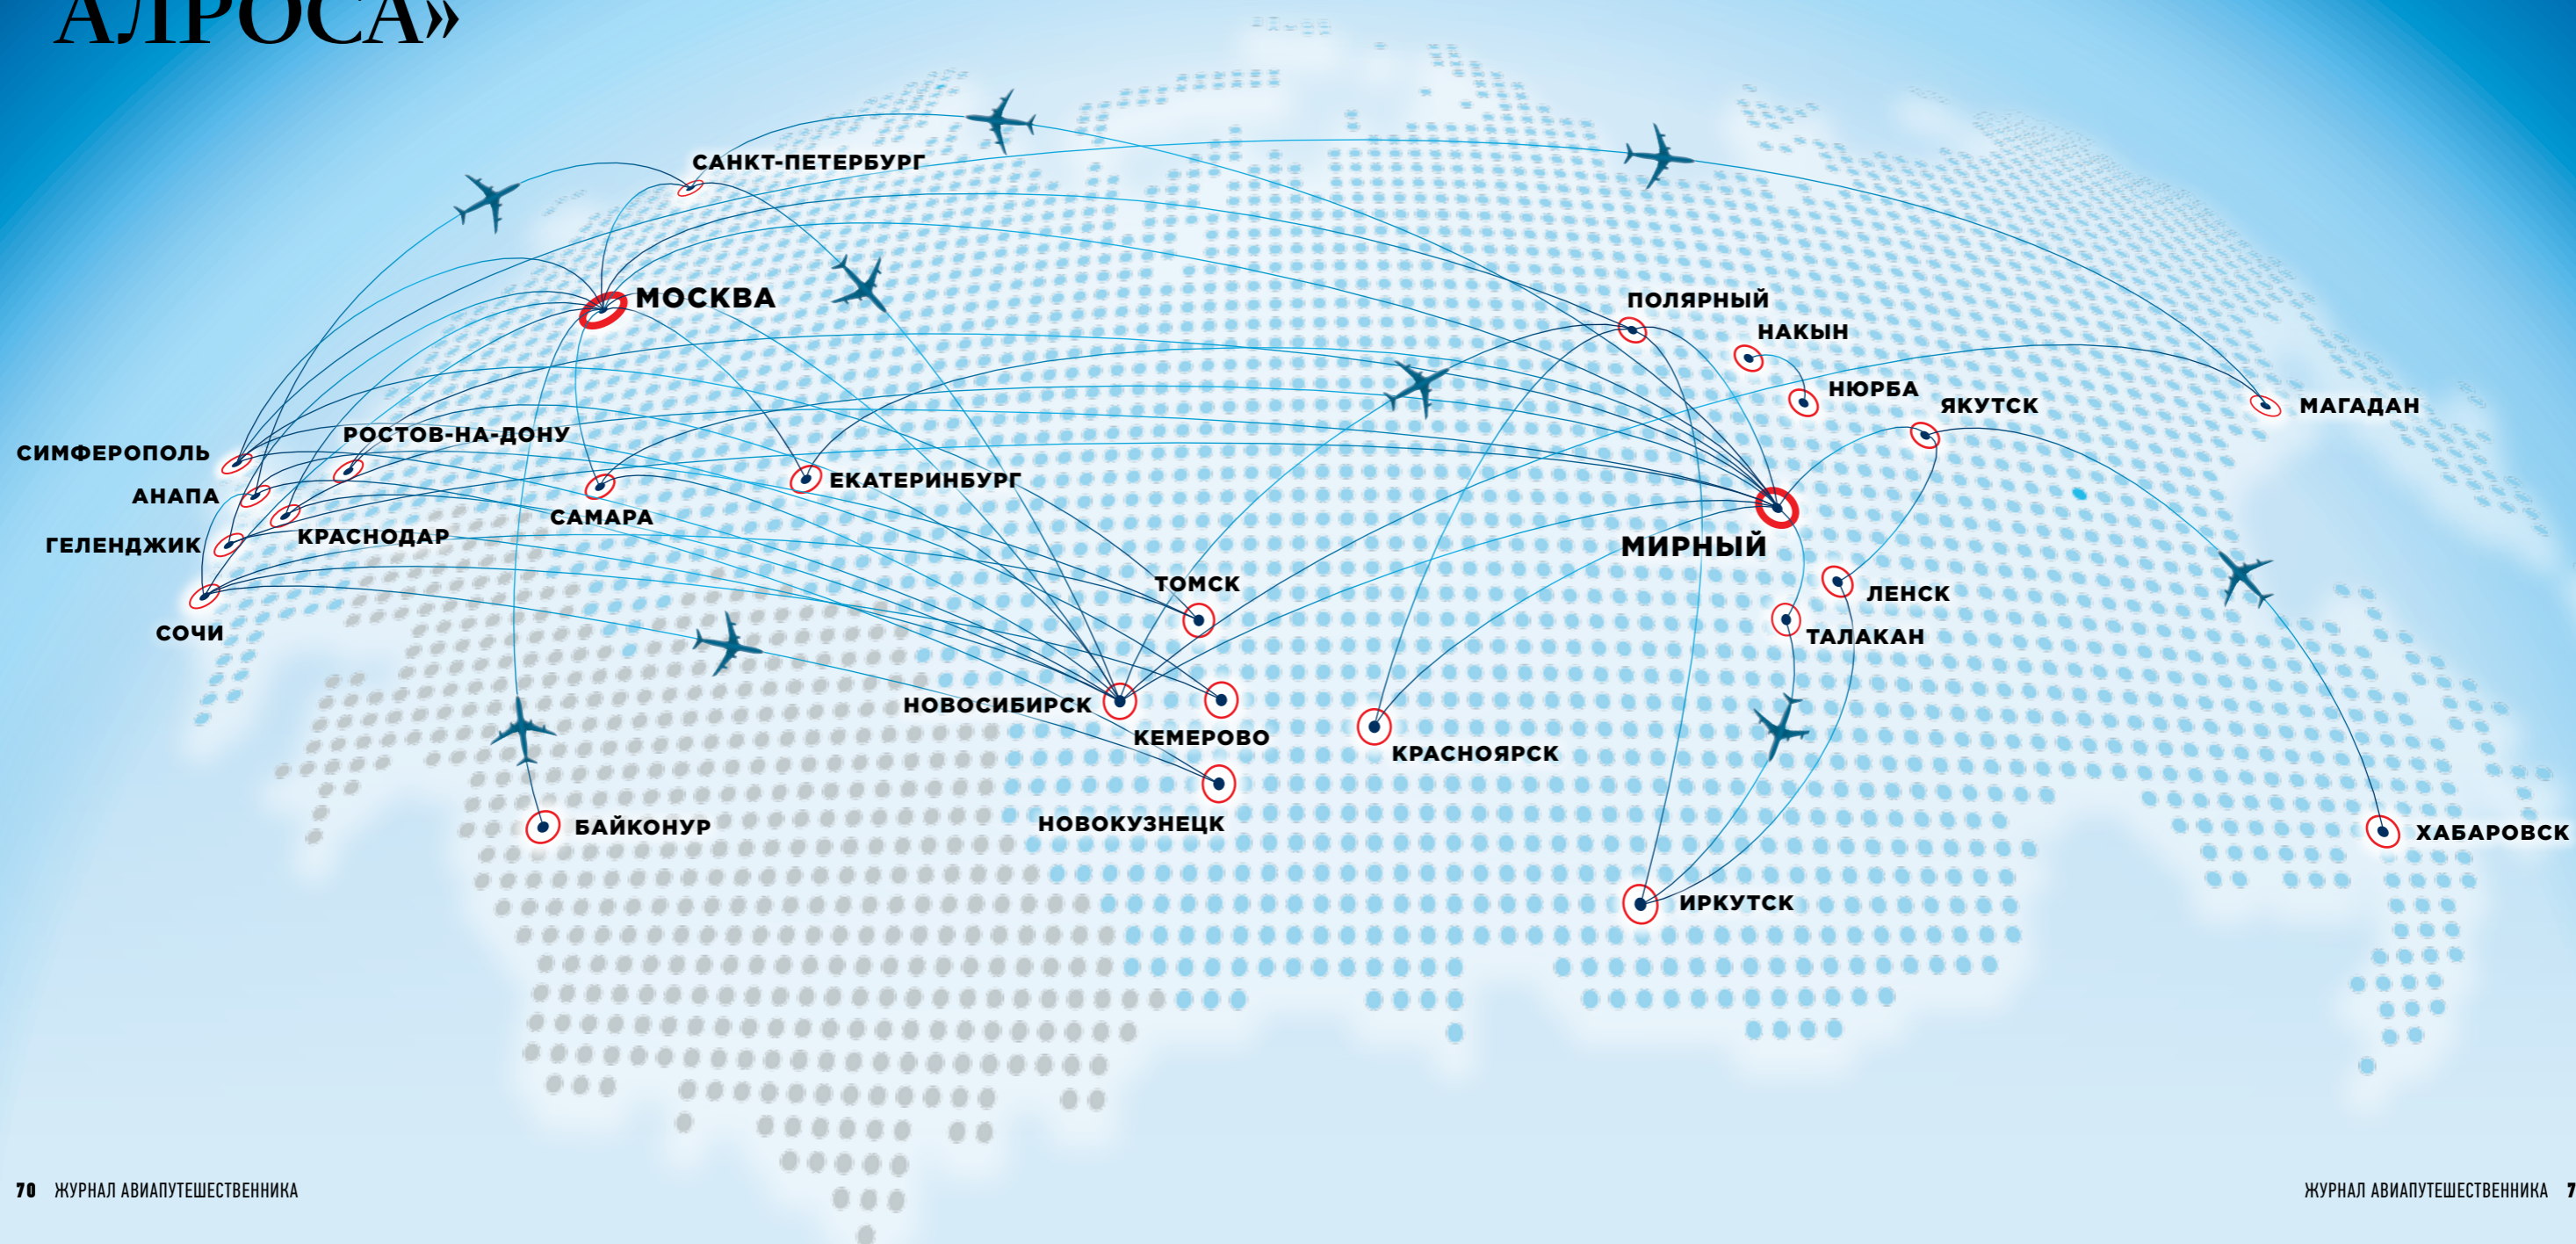 АЛРОСА»
САНКТ-ПЕТЕРБУРГ
МОСКВА
ПОЛЯРНЫЙ
НАКЫН
НЮРБА
ЯКУТСК
МАГАДАН
СИМФЕРОПОЛЬ
РОСТОВ-НА-ДОНУ
АНАПА
ЕКАТЕРИНБУРГ
САМАРА
ГЕЛЕНДЖИК
КРАСНОДАР
МИРНЫЙ
ТОМСК
ЛЕНСК
СОЧИ
ТАЛАКАН
НОВОСИБИРСК
КЕМЕРОВО
КРАСНОЯРСК
НОВОКУЗНЕЦК
БАЙКОНУР
ХАБАРОВСК
ИРКУТСК
70 ЖУРНАЛ АВИАПУТЕШЕСТВЕННИКА
ЖУРНАЛ АВИАПУТЕШЕСТВЕННИКА 7